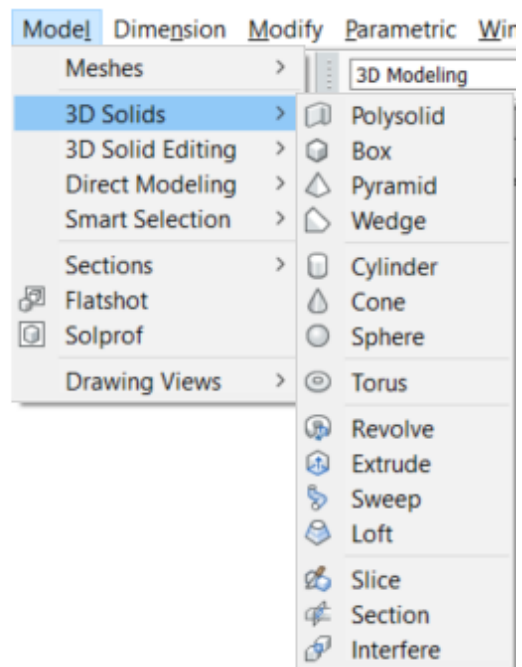 Model Dimension Modify Parametric Win
Meshes
3D Modeling
3D Solids
3D Solid Editing
Direct Modeling
Smart Selection
Sections
Flatshot
Solprof
Drawing Views
Polysolid
Box
Pyramid
Wedge
Cylinder
Cone
Sphere
Torus
Revolve
Extrude
Sweep
Loft
Slice
Section
Interfere